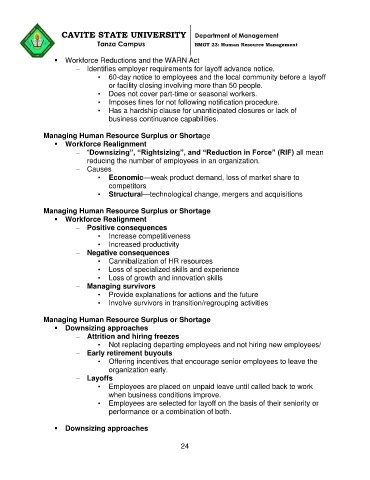 CAVITE STATE UNIVERSITY
Tanza Campus
Department of Management
BMGT 23: Human Resource Management
▪ Workforce Reductions and the WARN Act
– Identifies employer requirements for layoff advance notice.
• 60-day notice to employees and the local community before a layoff
or facility closing involving more than 50 people.
• Does not cover part-time or seasonal workers.
• Imposes fines for not following notification procedure.
• Has a hardship clause for unanticipated closures or lack of
business continuance capabilities.
Managing Human Resource Surplus or Shortage
▪ Workforce Realignment
– "Downsizing", "Rightsizing", and "Reduction in Force" (RIF) all mean
reducing the number of employees in an organization.
– Causes
• Economic—weak product demand, loss of market share to
competitors
• Structural—technological change, mergers and acquisitions
Managing Human Resource Surplus or Shortage
▪ Workforce Realignment
– Positive consequences
• Increase competitiveness
• Increased productivity
– Negative consequences
• Cannibalization of HR resources
• Loss of specialized skills and experience
• Loss of growth and innovation skills
– Managing survivors
• Provide explanations for actions and the future
• Involve survivors in transition/regrouping activities
Managing Human Resource Surplus or Shortage
▪ Downsizing approaches
– Attrition and hiring freezes
• Not replacing departing employees and not hiring new employees/
– Early retirement buyouts
• Offering incentives that encourage senior employees to leave the
organization early.
– Layoffs
• Employees are placed on unpaid leave until called back to work
when business conditions improve.
• Employees are selected for layoff on the basis of their seniority or
performance or a combination of both.
▪ Downsizing approaches
24